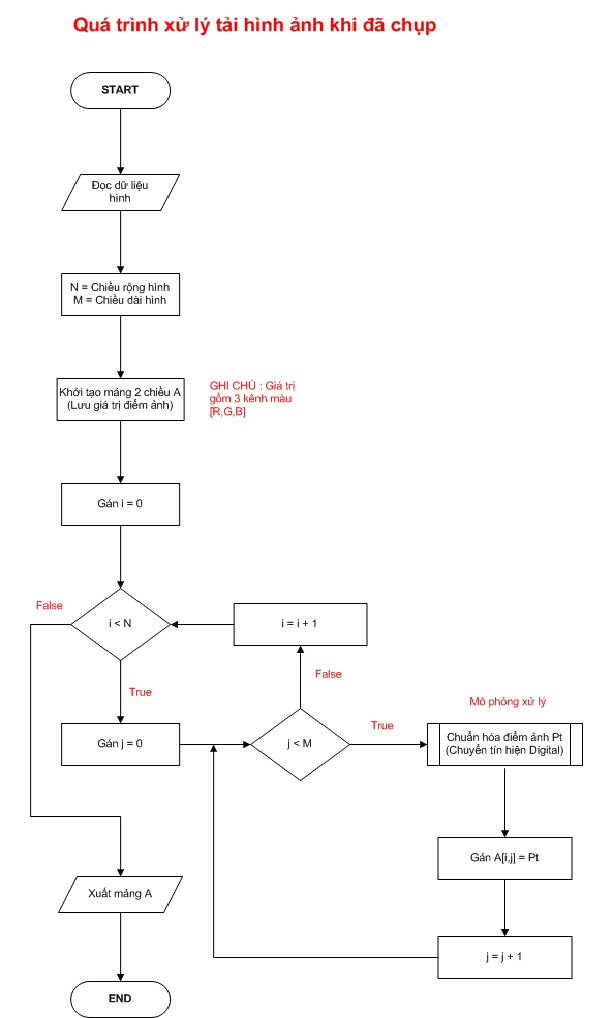 Quá trình xử lý tải hình ảnh khi đã chụp
START
Đọc dữ liệu
hình
N = Chiều rộng hình
M = Chiều dài hình
Khởi tạo mảng 2 chiều A
(Lưu giá trị điểm ảnh)
GHI CHÚ : Giá trị
gồm 3 kênh màu
[R,G,B]
Gán i = 0
False
i < N
i = i + 1
True
False
Gán j = 0
j < M
True
Mô phỏng xử lý
Chuẩn hóa điểm ảnh Pt
(Chuyển tín hiện Digital)
Gán A[i,j] = Pt
Xuất mảng A
j = j + 1
END